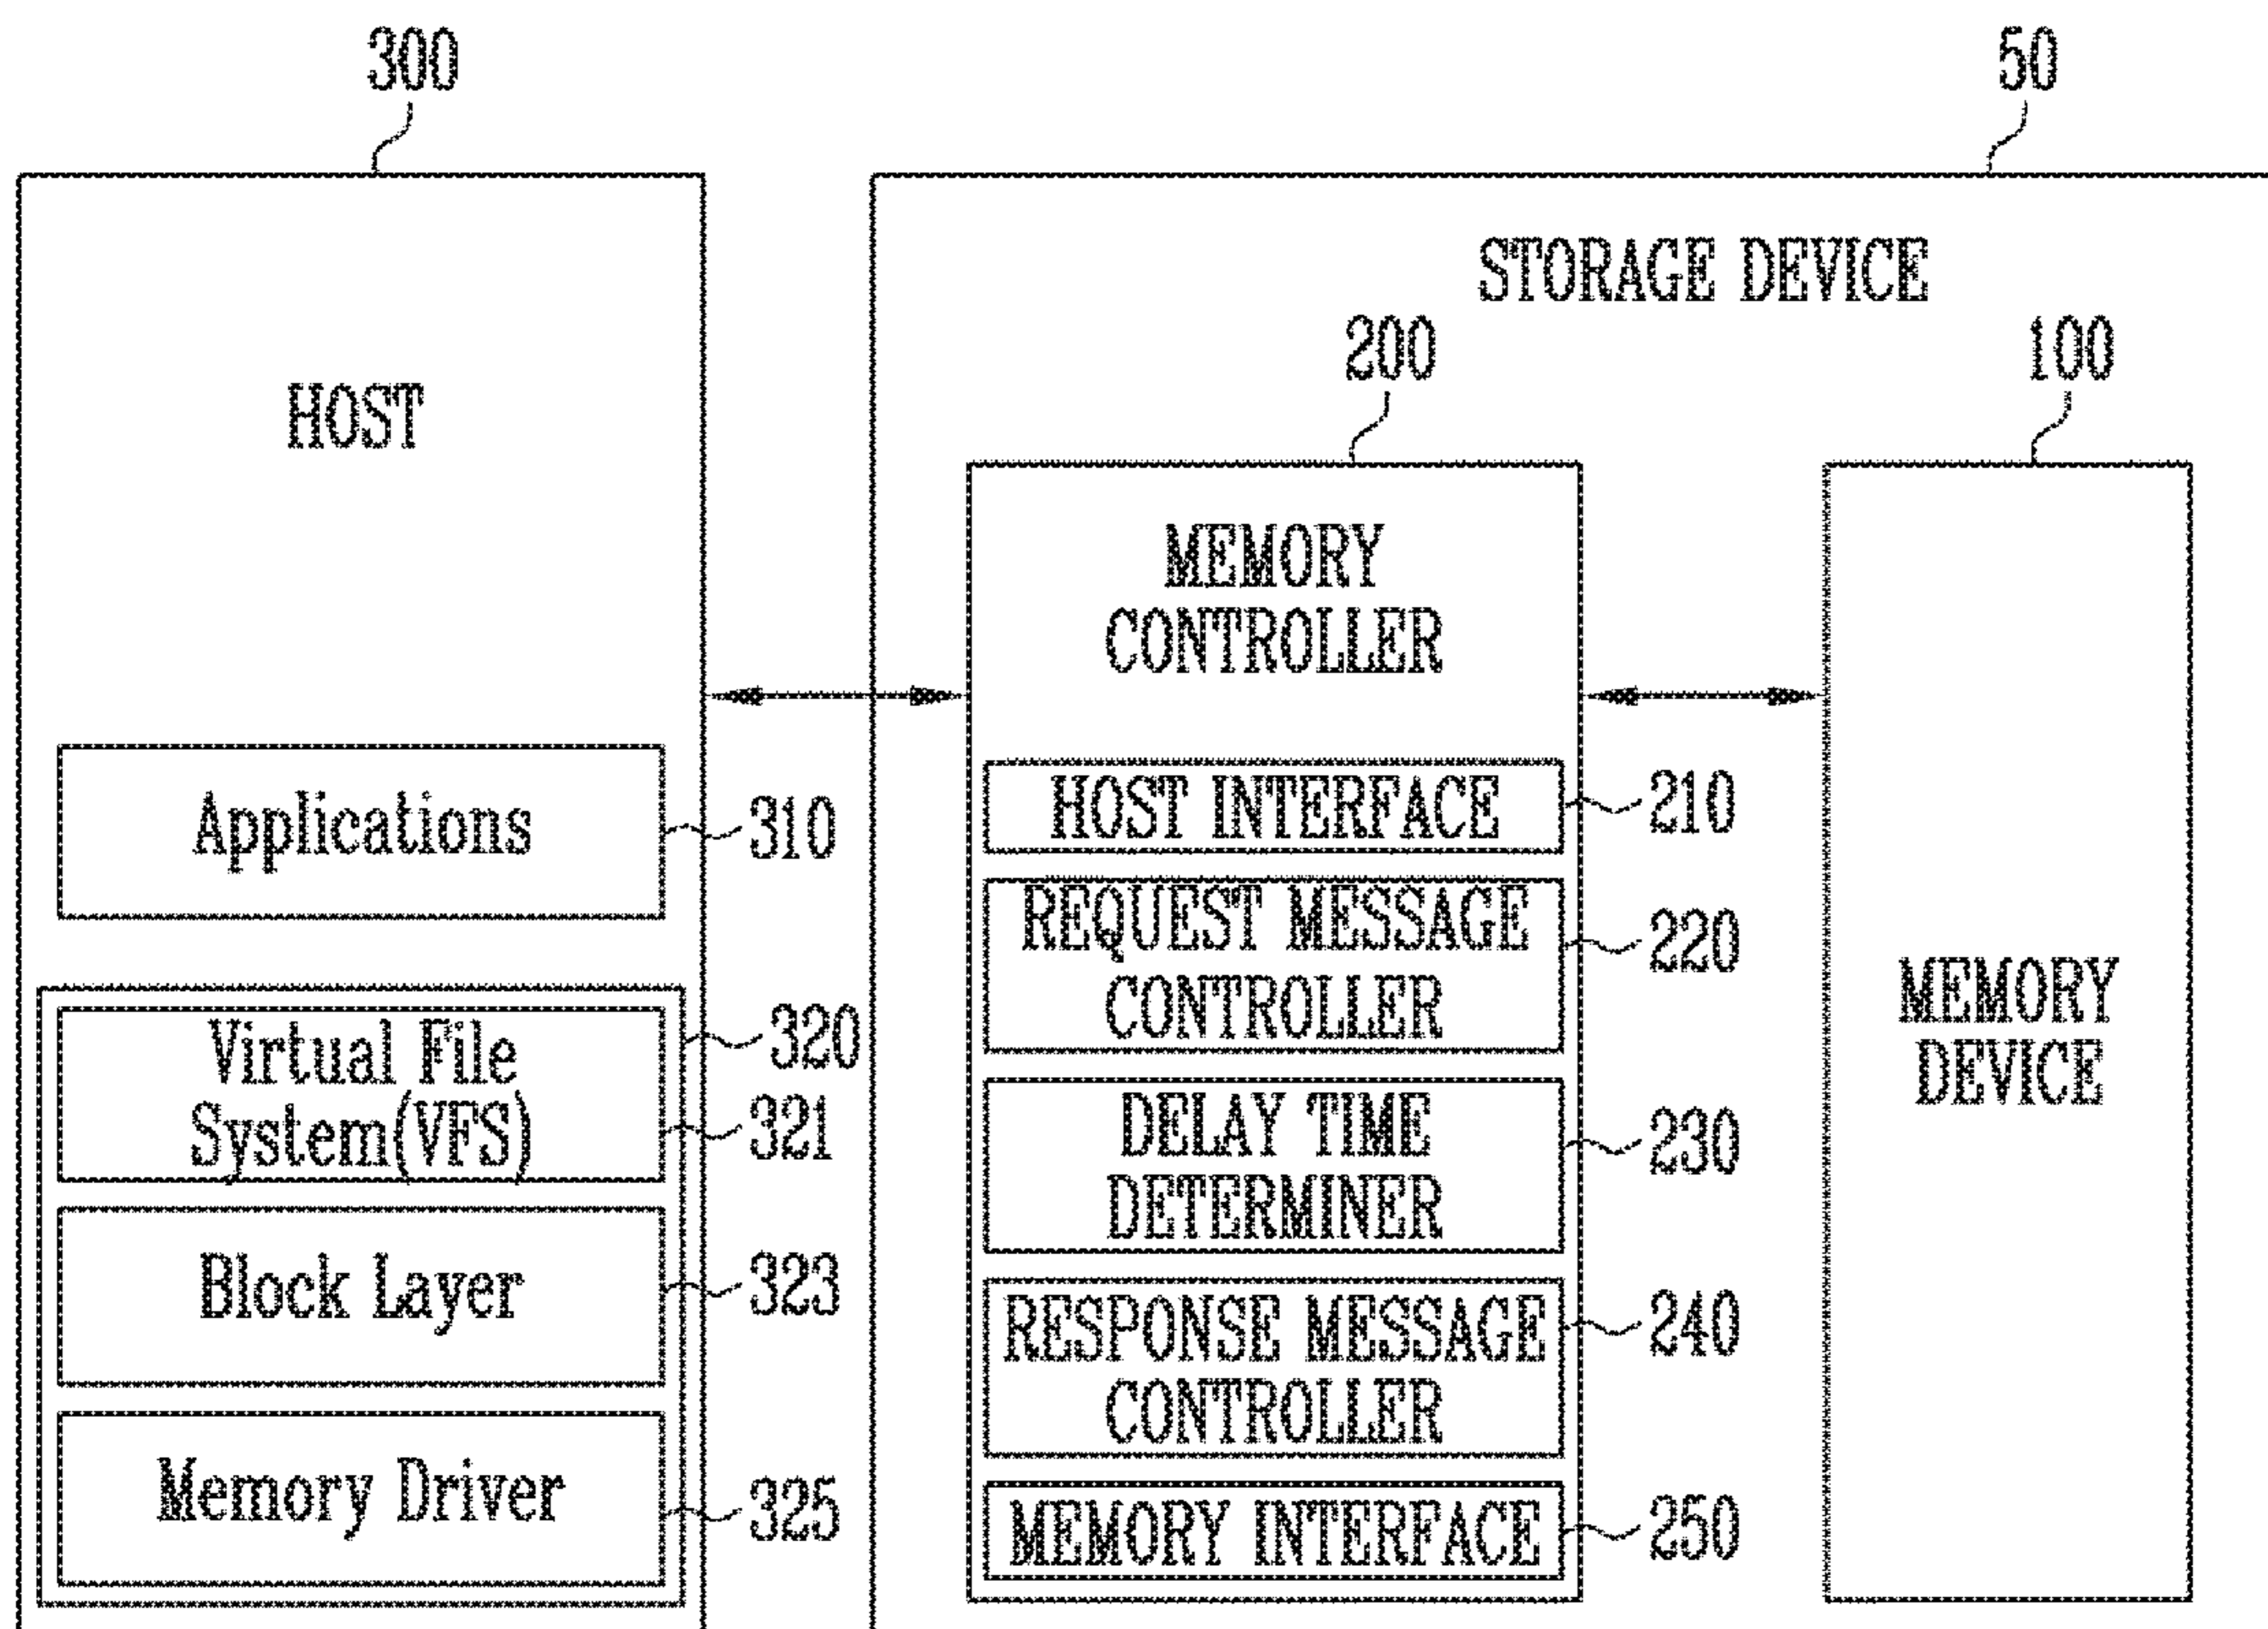 300
50
HOST
STORAGE DEVICE
200
100
MEMORY
CONTROLLER
Applications
310
HOST INTERFACE
210
REQUEST MESSAGE
CONTROLLER
220
Virtual File
System(VFS)
320
321
DELAY TIME
DETERMINER
230
MEMORY
DEVICE
Block Layer
323
RESPONSE MESSAGE
CONTROLLER
240
Memory Driver
325
MEMORY INTERFACE
250